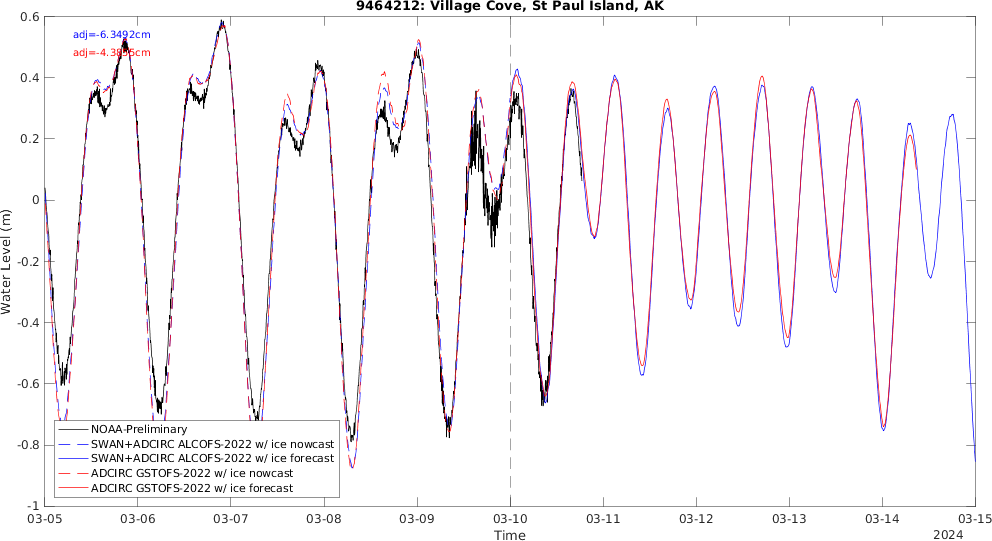 9464212: Village Cove, St Paul Island, AK
0.6
adj=-6.3492cm
0.4
0.2
0
-0.2
-0.4
-0.6
-0.8
-1
Water Level (m)
NOAA-Preliminary
SWAN+ADCIRC ALCOFS-2022 w/ ice nowcast
SWAN+ADCIRC ALCOFS-2022 w/ ice forecast
ADCIRC GSTOFS-2022 w/ ice nowcast
ADCIRC GSTOFS-2022 w/ ice forecast
03-05 03-06 03-07 03-08 03-09 03-10 03-11 03-12 03-13 03-14 03-15
Time
2024